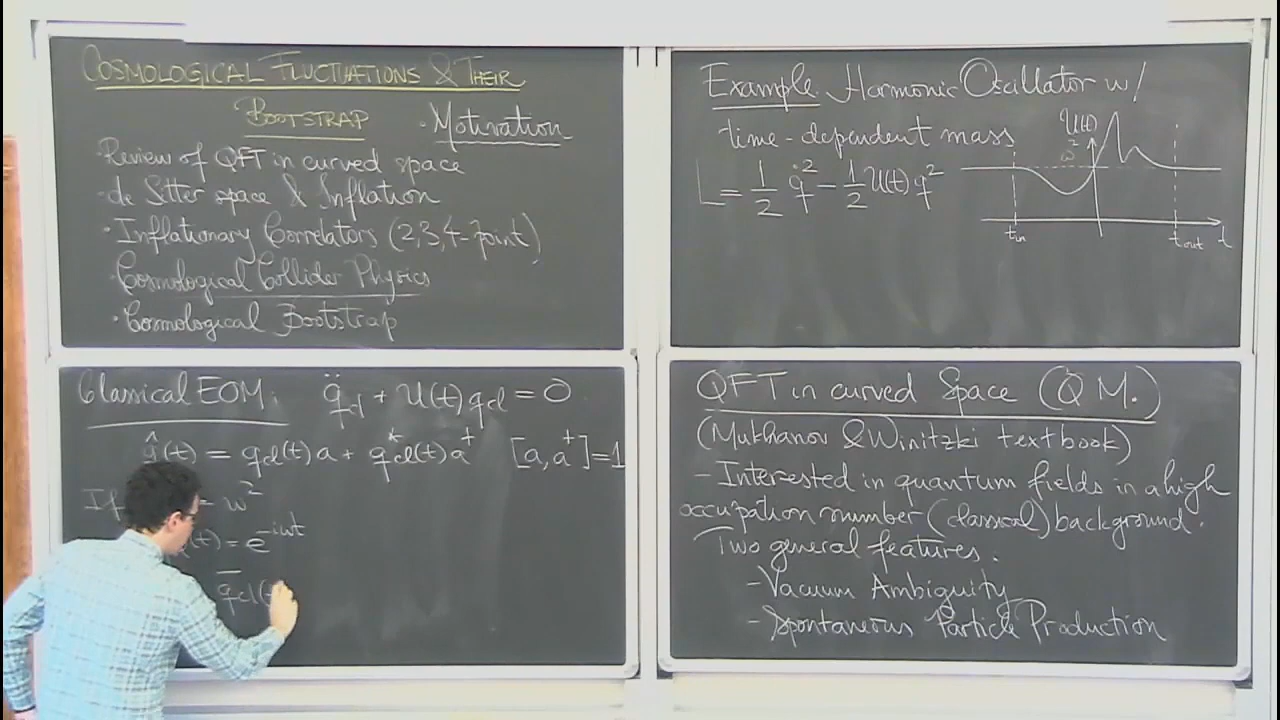 COSMOLOGICAL FLUCTUATIONS & THEIR
BOOTSTRAP
· Motivation
· Review of QFT in curved space
- de Sitter space & Inflation
· Inflationary Correlators (2,3,4-point)
· Cosmological Collider Physics
· Cosmological Bootstrap
Example. Harmonic Oscillator w/
time-dependent mass
L = 1/2 q̇² - 1/2 U(t) q²
U(t)
ω²
t_in
t_out
t
Classical EOM:
q̈_cl + U(t) q_cl = 0
q̂(t) = q_cl(t) a + q*_cl(t) a† [a, a†]=1
If = ω²
(t) = e^-iωt
q_cl(t
QFT in curved Space (QM.)
(Mukhanov & Winitzki textbook)
- Interested in quantum fields in a high
occupation number (classical) background.
Two general features:
- Vacuum Ambiguity
- Spontaneous Particle Production